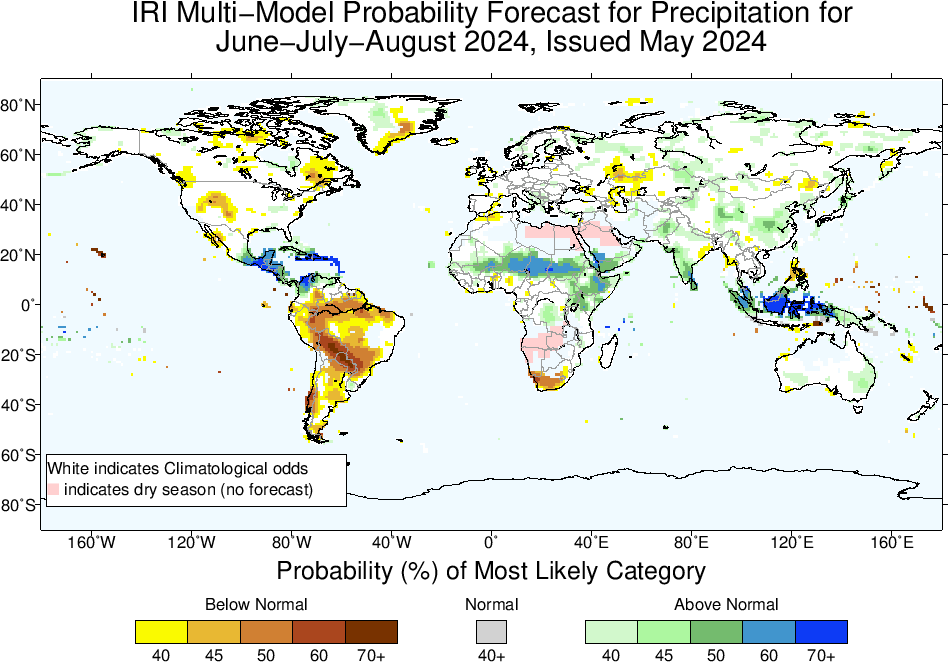 IRI Multi−Model Probability Forecast for Precipitation for
June−July−August 2024, Issued May 2024
80˚N
60˚N
40˚N
20˚N
0˚
20˚S
40˚S
60˚S
80˚S
White indicates Climatological odds
indicates dry season (no forecast)
160˚W 120˚W 80˚W 40˚W 0˚ 40˚E 80˚E 120˚E 160˚E
Probability (%) of Most Likely Category
Below Normal Normal Above Normal
40 45 50 60 70+ 40+ 40 45 50 60 70+